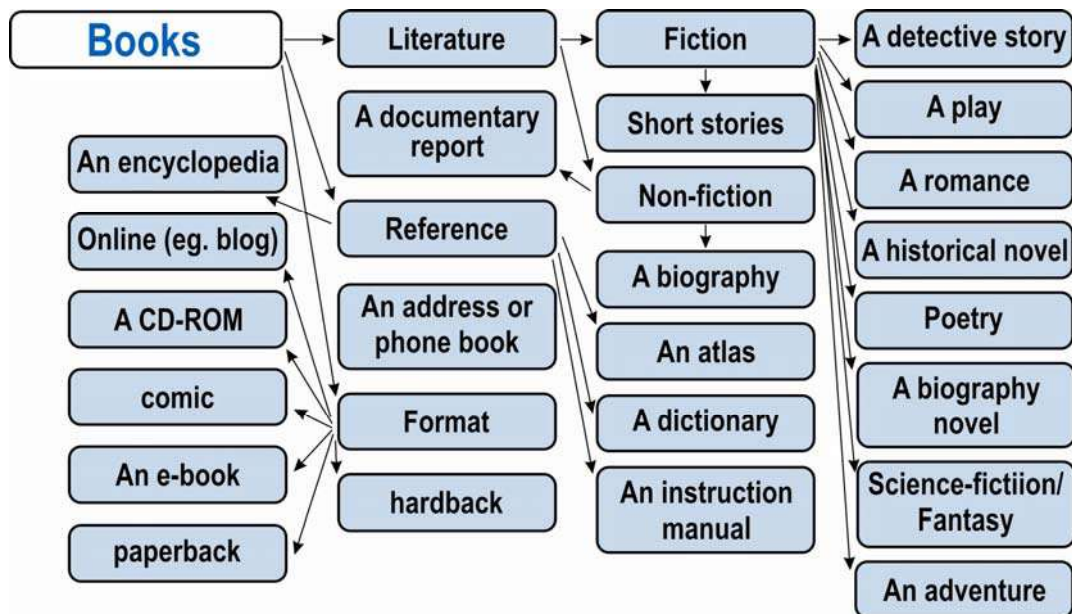 Books
Literature
Fiction
A detective story
A documentary
report
Short stories
A play
An encyclopedia
Non-fiction
A romance
Online (eg. blog)
Reference
A biography
A historical novel
A CD-ROM
An address or
phone book
An atlas
Poetry
comic
Format
A dictionary
A biography
novel
An e-book
hardback
An instruction
manual
Science-fictiion/
Fantasy
paperback
An adventure